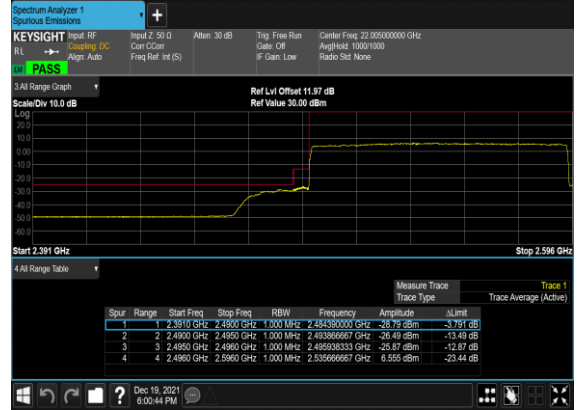 Spectrum Analyzer 1
Spurious Emissions
KEYSIGHT Input: RF Input Z: 50 Ω Atten: 30 dB Trig: Free Run Center Freq: 22.005000000 GHz
RL Coupling: DC Corr CCorr Gate: Off Avg|Hold: 1000/1000
Align: Auto Freq Ref: Int (S) IF Gain: Low Radio Std: None
PASS
3 All Range Graph
Ref Lvl Offset 11.97 dB
Scale/Div 10.0 dB Ref Value 30.00 dBm
Log
20.0
10.0
0.00
-10.0
-20.0
-30.0
-40.0
-50.0
-60.0
Start 2.391 GHz Stop 2.596 GHz
4 All Range Table
Measure Trace Trace 1
Trace Type Trace Average (Active)
Spur Range Start Freq Stop Freq RBW Frequency Amplitude ΔLimit
1 1 2.3910 GHz 2.4900 GHz 1.000 MHz 2.484390000 GHz -28.79 dBm -3.791 dB
2 2 2.4900 GHz 2.4950 GHz 1.000 MHz 2.493866667 GHz -26.49 dBm -13.49 dB
3 3 2.4950 GHz 2.4960 GHz 1.000 MHz 2.495938333 GHz -25.87 dBm -12.87 dB
4 4 2.4960 GHz 2.5960 GHz 1.000 MHz 2.535666667 GHz 6.555 dBm -23.44 dB
Dec 19, 2021
6:00:44 PM